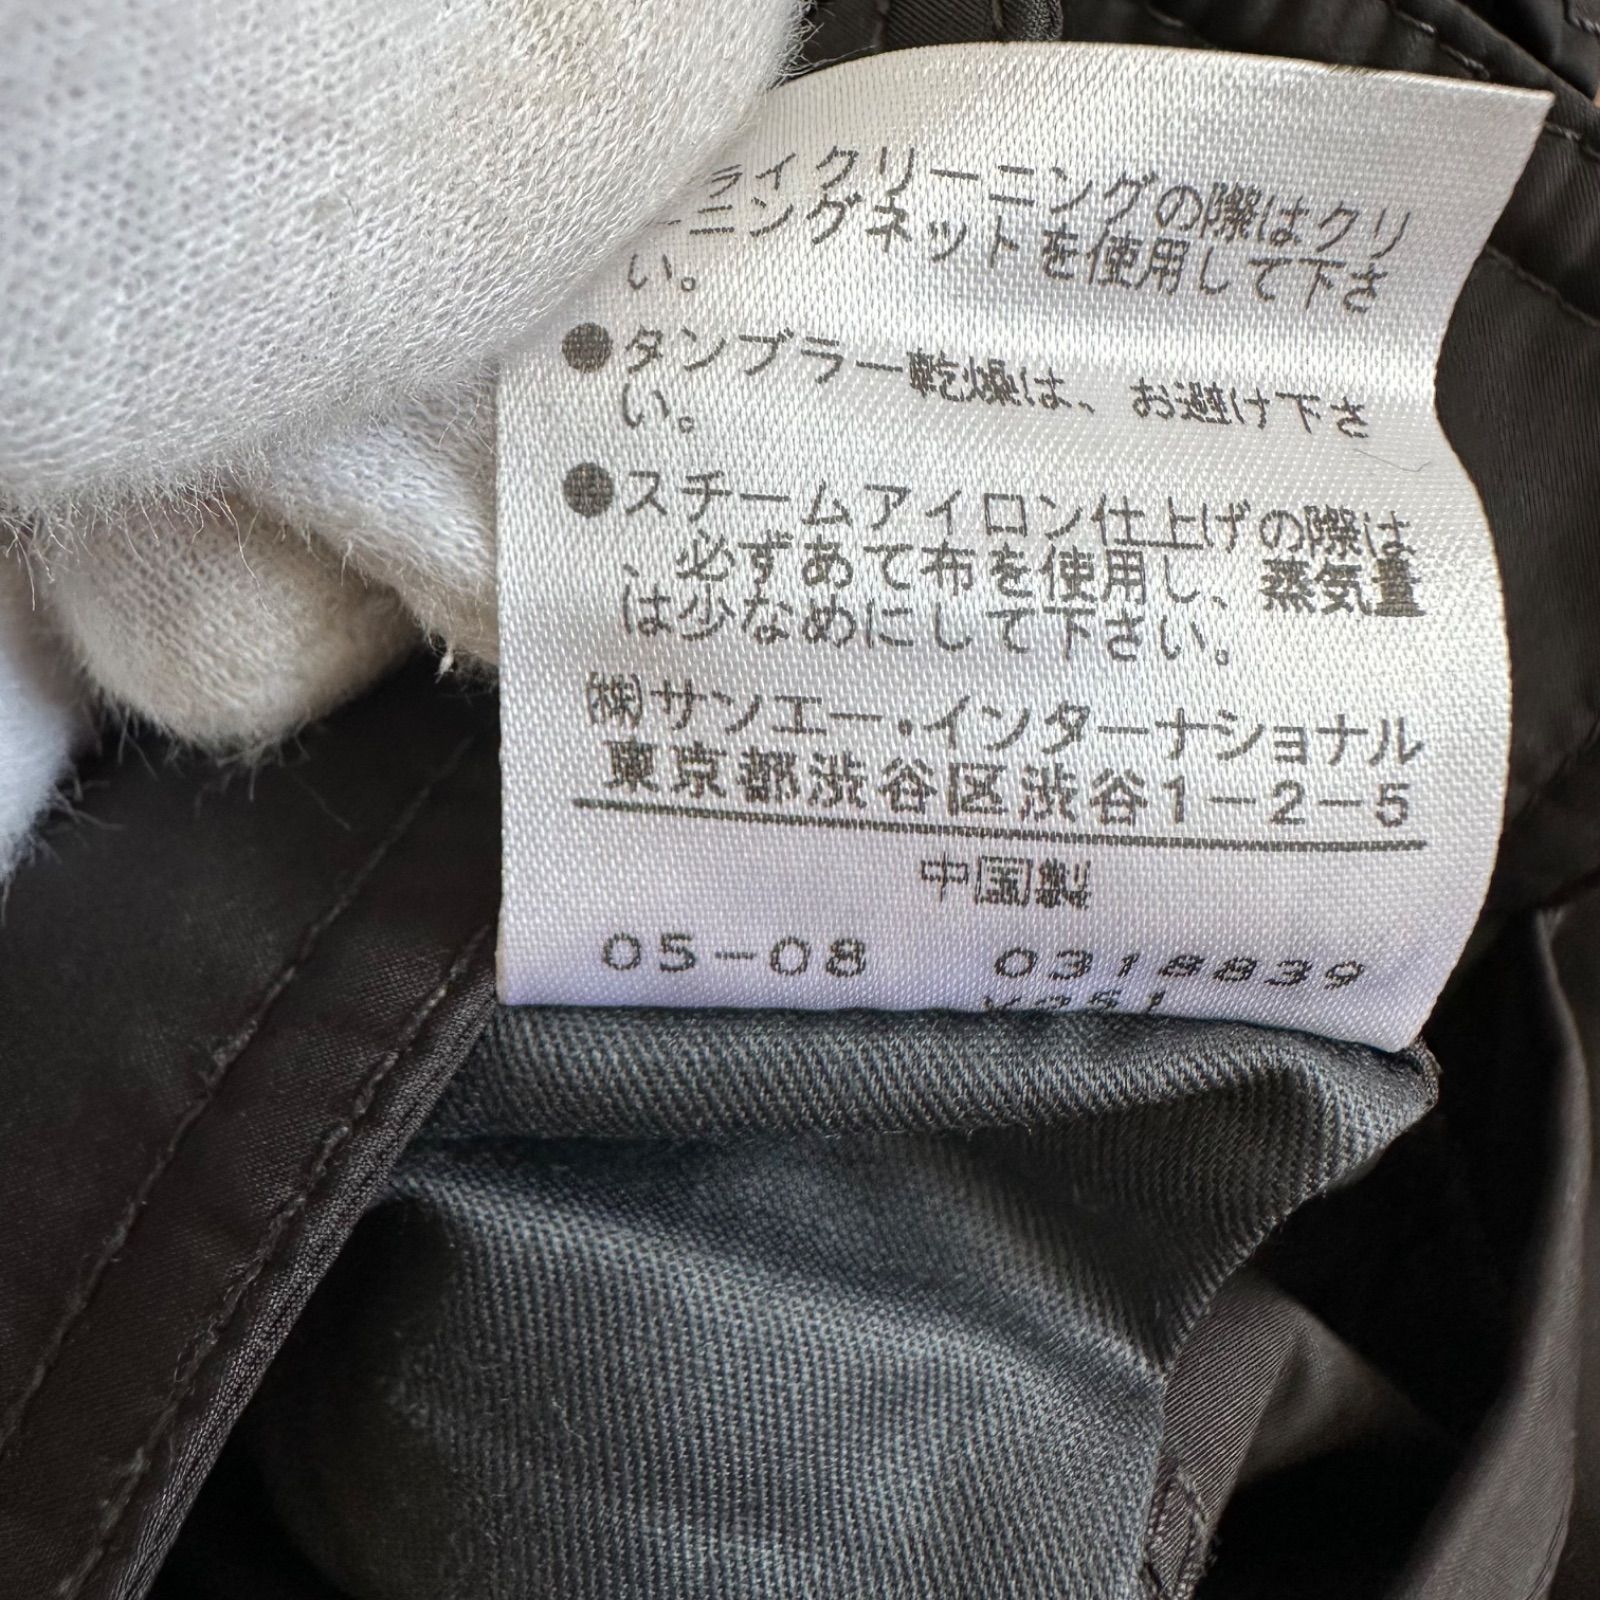 ライクリーニングの際はクリ
ーニングネットを使用して下さ
い。
●タンブラー乾燥は、お避け下さ
い。
●スチームアイロン仕上げの際は
、必ずあて布を使用し、蒸気量
は少なめにして下さい。
㈱サンエー・インターナショナル
東京都渋谷区渋谷1-2-5
中国製
05-08 0318839